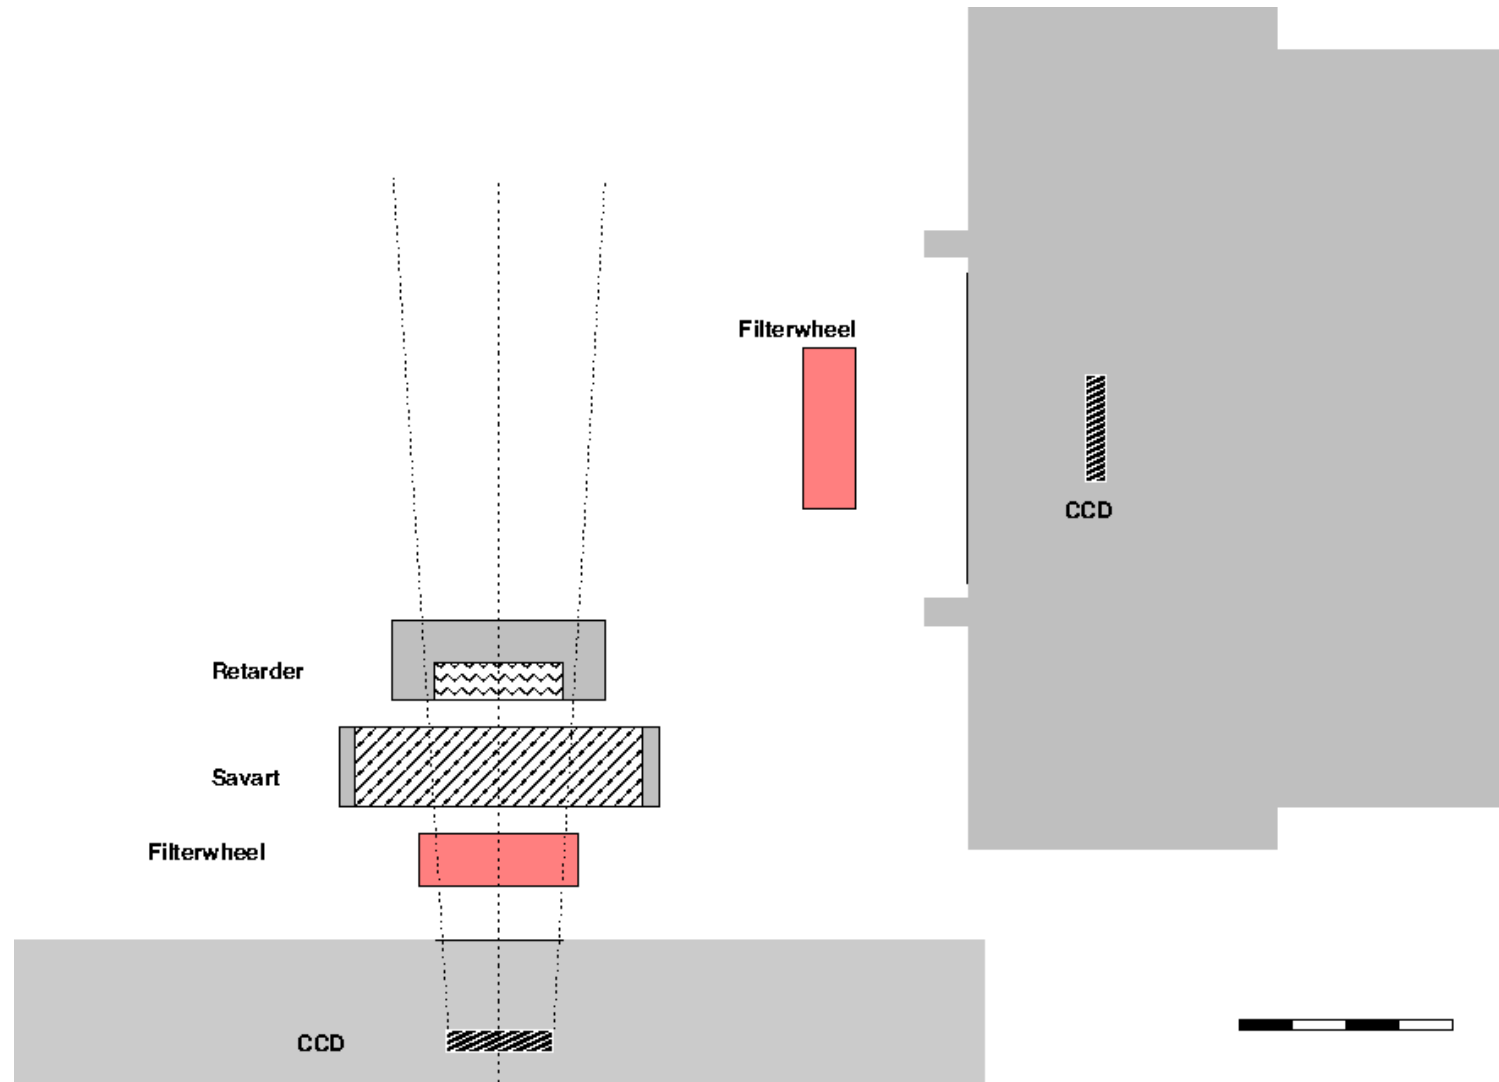 Filterwheel
CCD
Retarder
Savart
Filterwheel
CCD